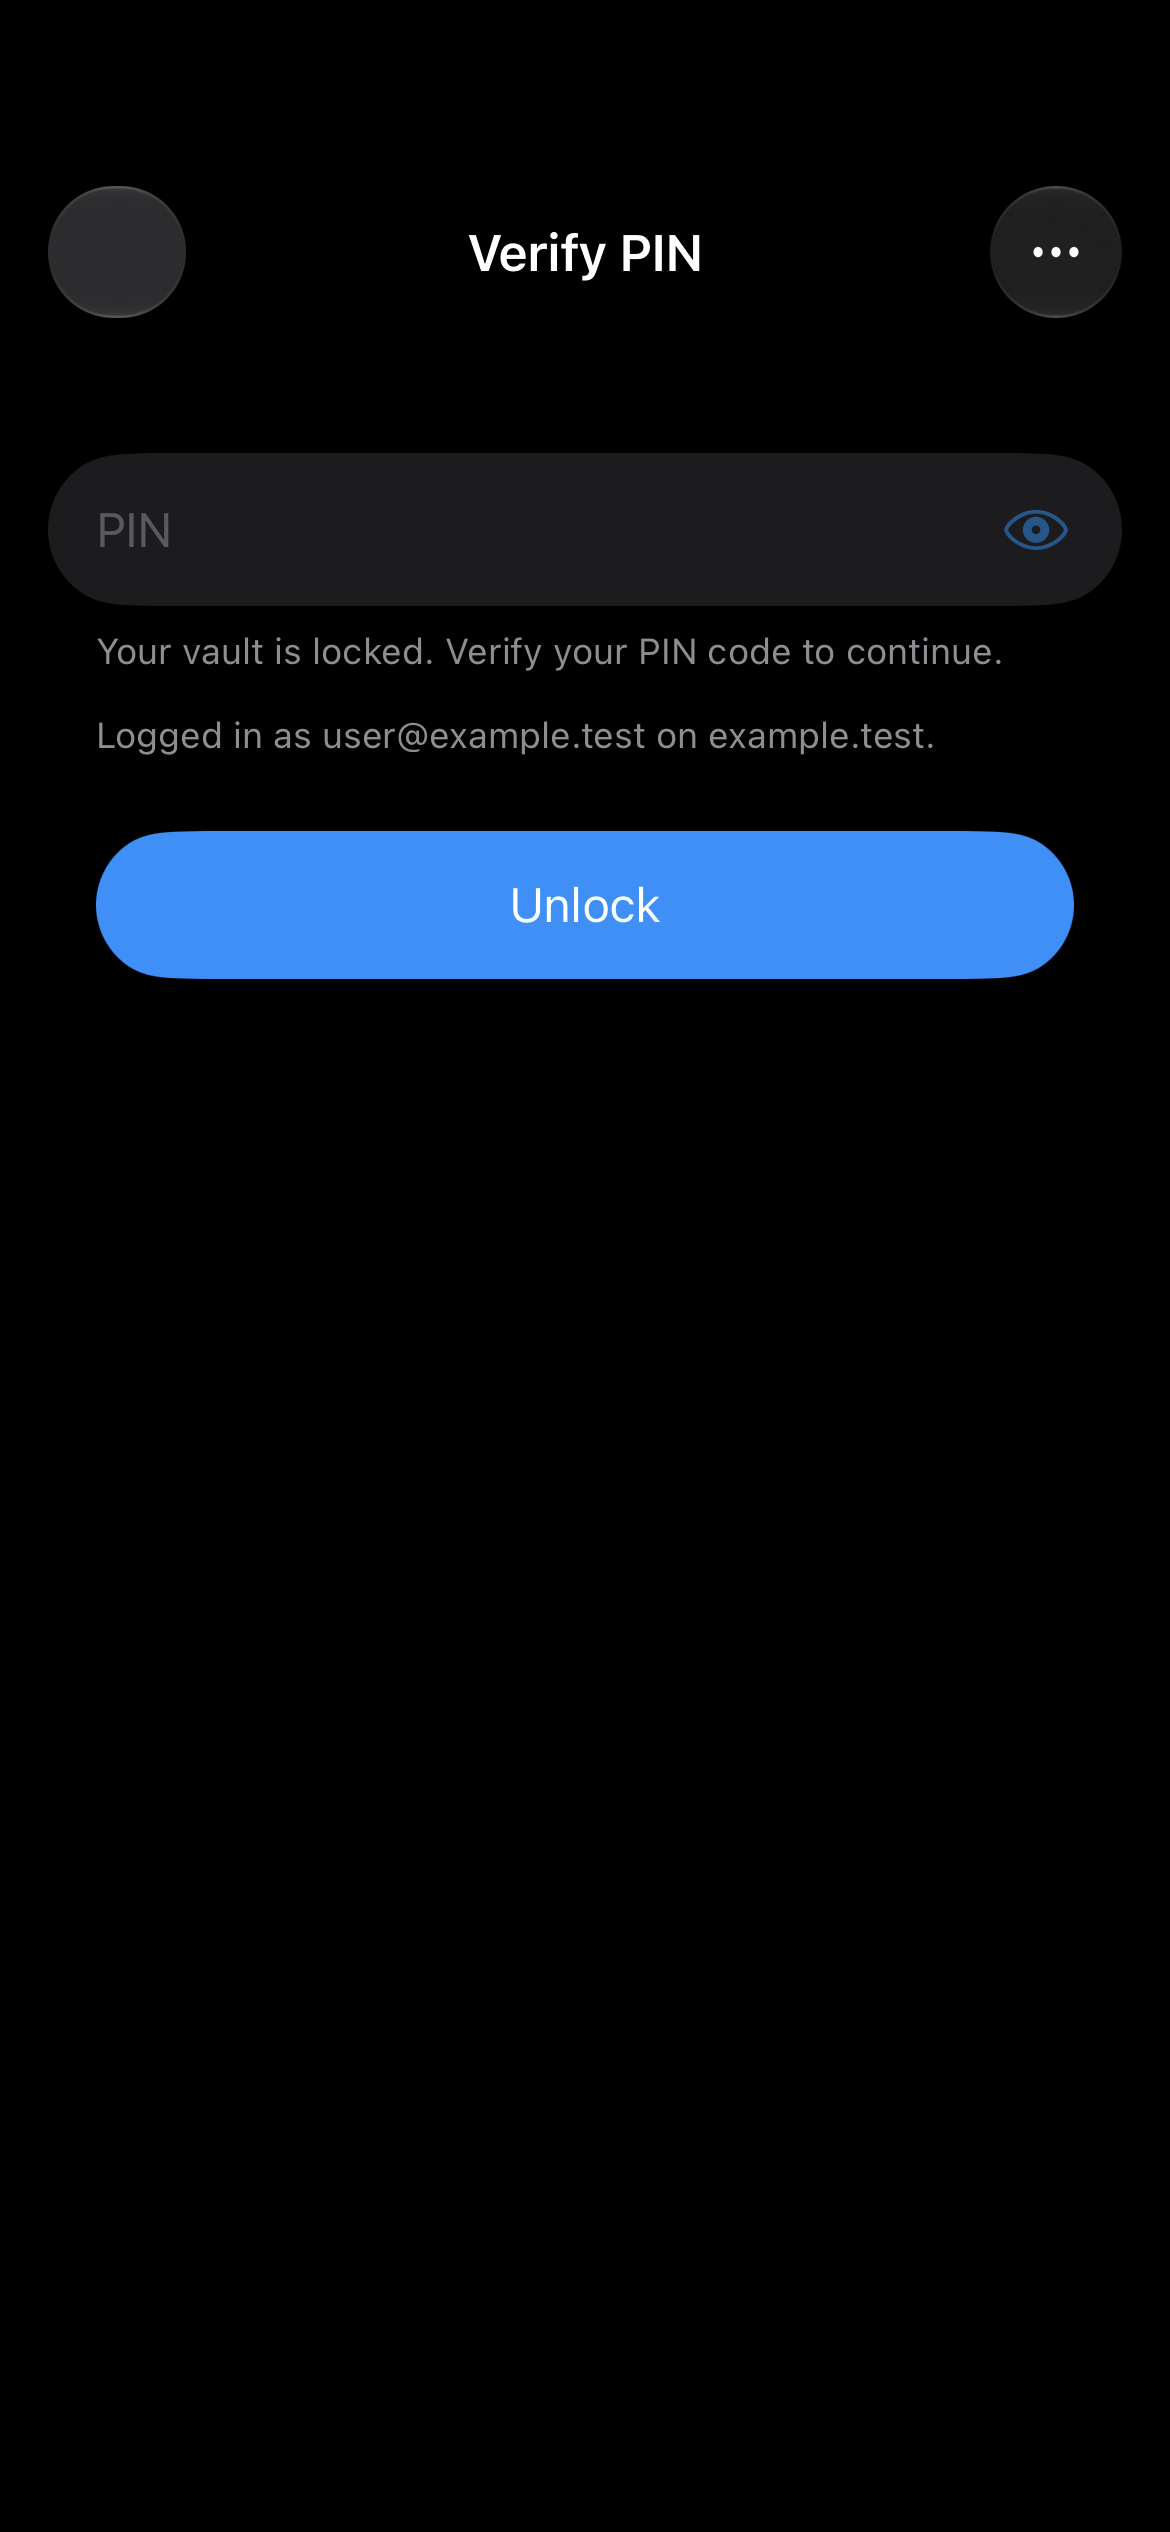 Verify PIN
PIN
Your vault is locked. Verify your PIN code to continue.
Logged in as user@example.test on example.test.
Unlock